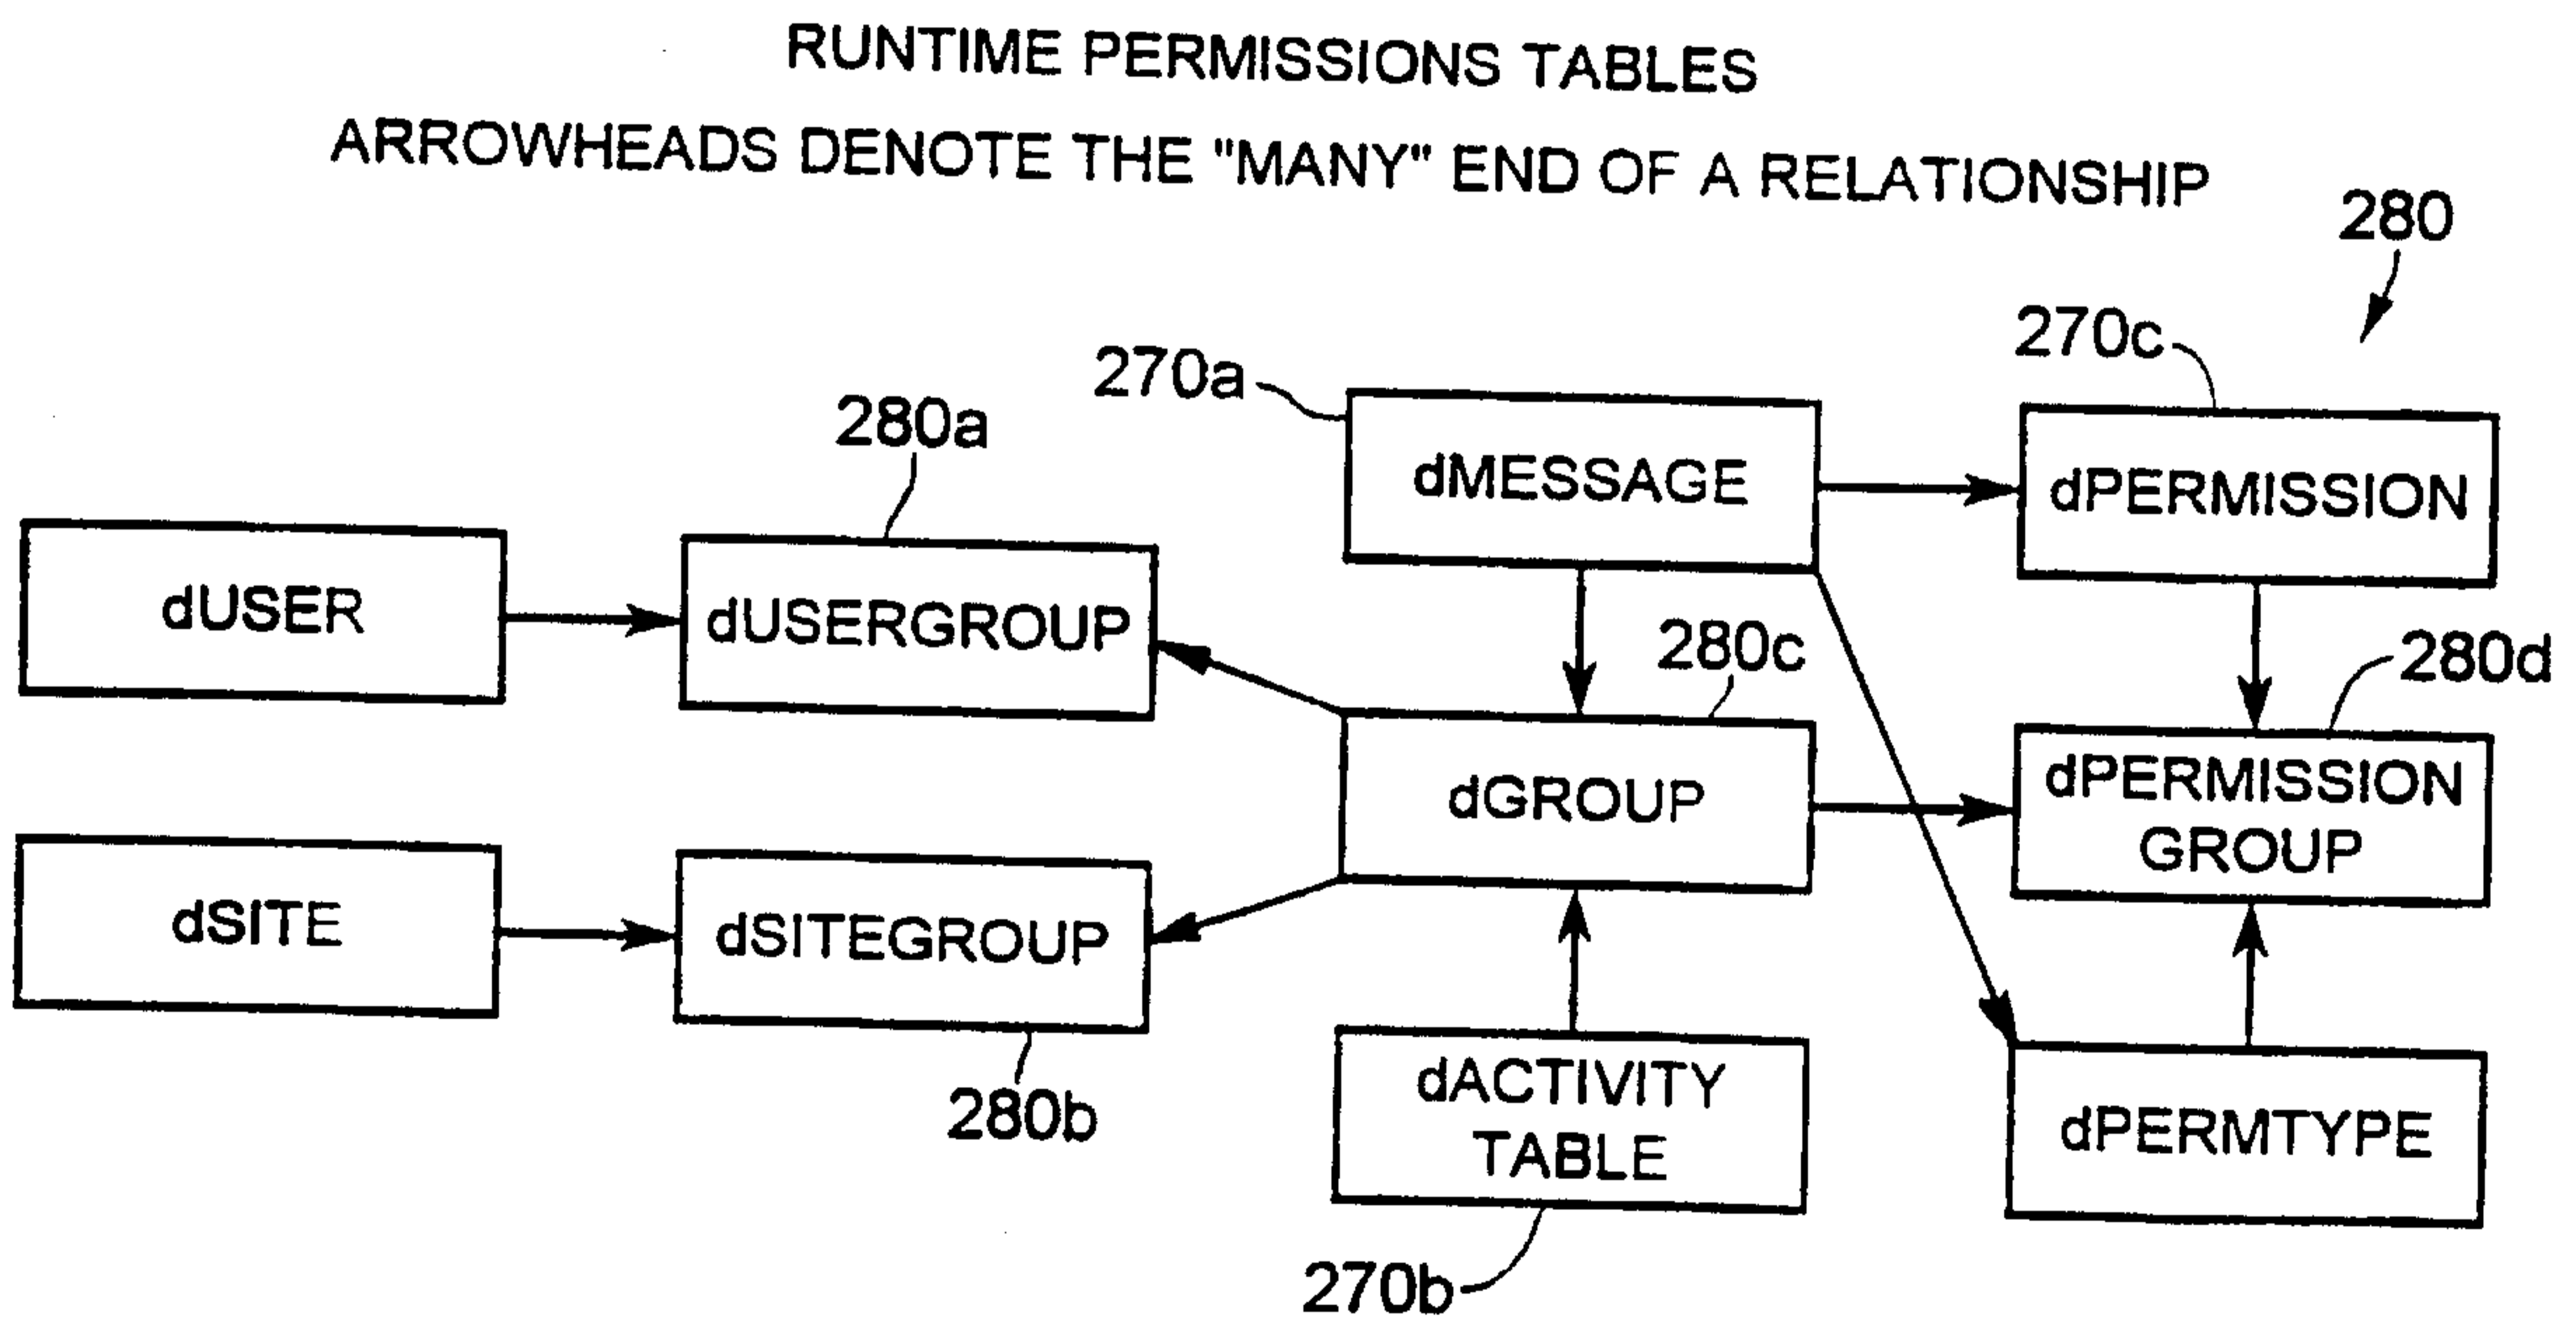 RUNTIME PERMISSIONS TABLES
ARROWHEADS DENOTE THE "MANY" END OF A RELATIONSHIP
280
270c
270a
280a
dMESSAGE
dPERMISSION
dUSER
dUSERGROUP
280c
280d
dGROUP
dPERMISSION
GROUP
dSITE
dSITEGROUP
280b
dACTIVITY
TABLE
dPERMTYPE
270b